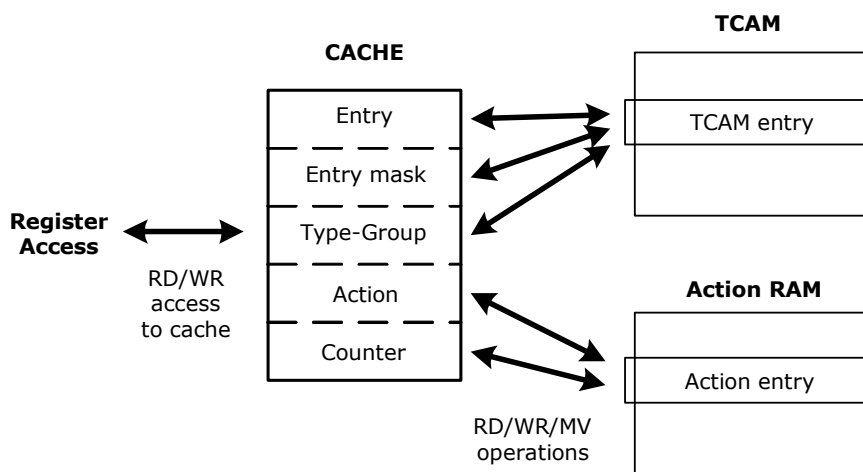 TCAM
CACHE
Entry
TCAM entry
Entry mask
Register
Access
Type-Group
RD/WR
access
to cache
Action
Action RAM
Counter
Action entry
RD/WR/MV
operations